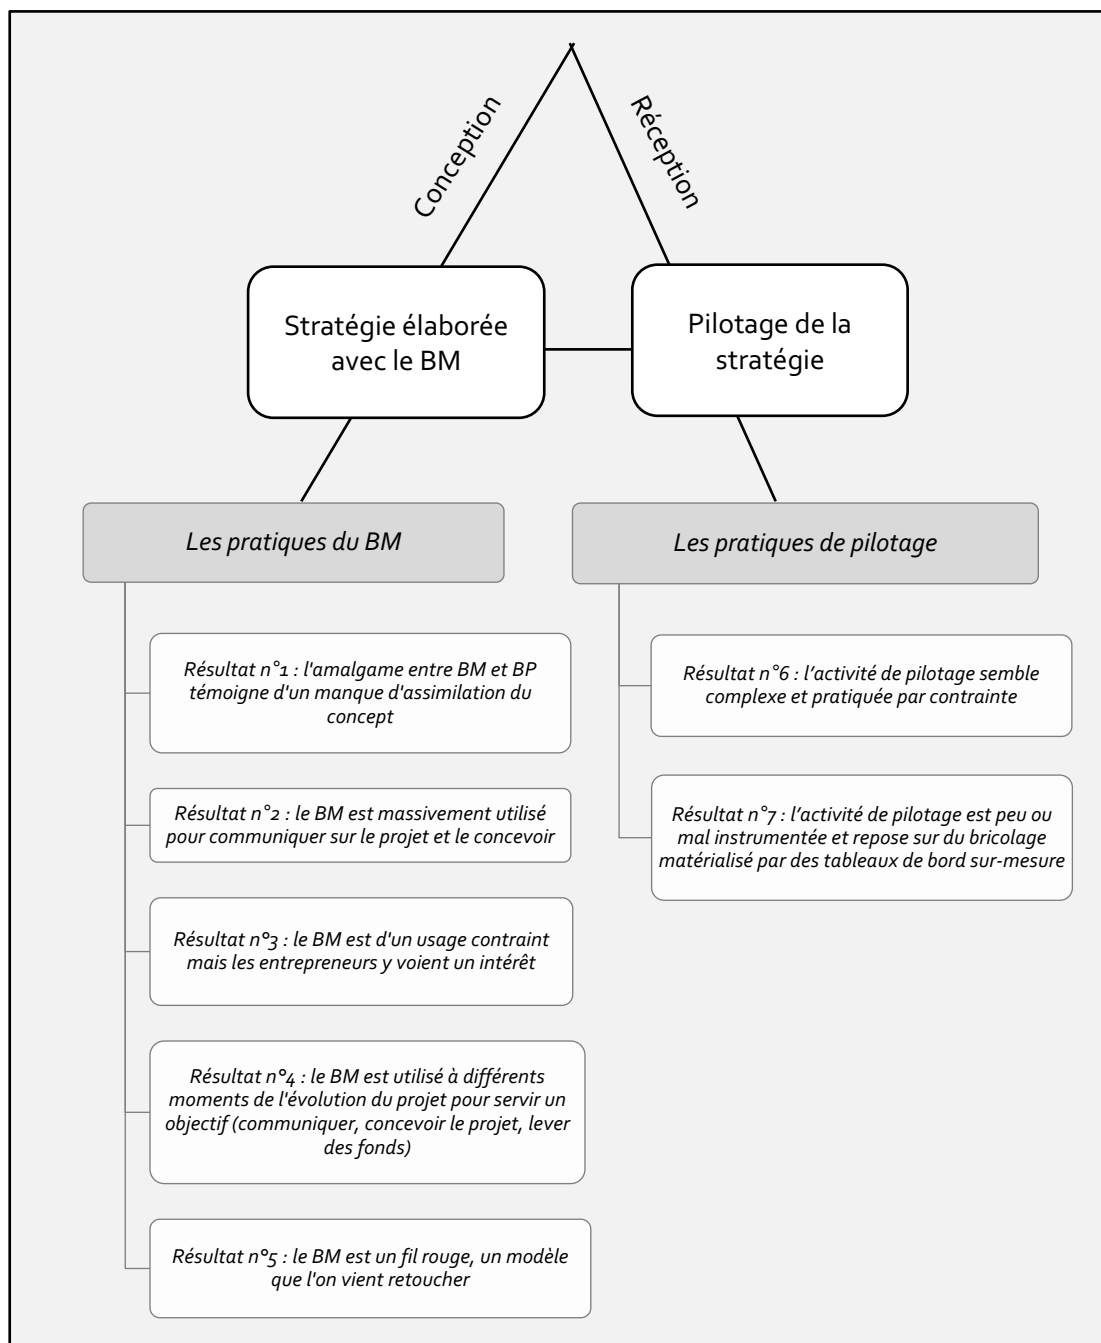 Conception
Réception
Stratégie élaborée
avec le BM
Pilotage de la
stratégie
Les pratiques du BM
Les pratiques de pilotage
Résultat n°1 : l'amalgame entre BM et BP
témoigne d'un manque d'assimilation du
concept
Résultat n°2 : le BM est massivement utilisé
pour communiquer sur le projet et le concevoir
Résultat n°3 : le BM est d'un usage contraint
mais les entrepreneurs y voient un intérêt
Résultat n°4 : le BM est utilisé à différents
moments de l'évolution du projet pour servir un
objectif (communiquer, concevoir le projet, lever
des fonds)
Résultat n°5 : le BM est un fil rouge, un modèle
que l'on vient retoucher
Résultat n°6 : l’activité de pilotage semble
complexe et pratiquée par contrainte
Résultat n°7 : l’activité de pilotage est peu ou
mal instrumentée et repose sur du bricolage
matérialisé par des tableaux de bord sur-mesure